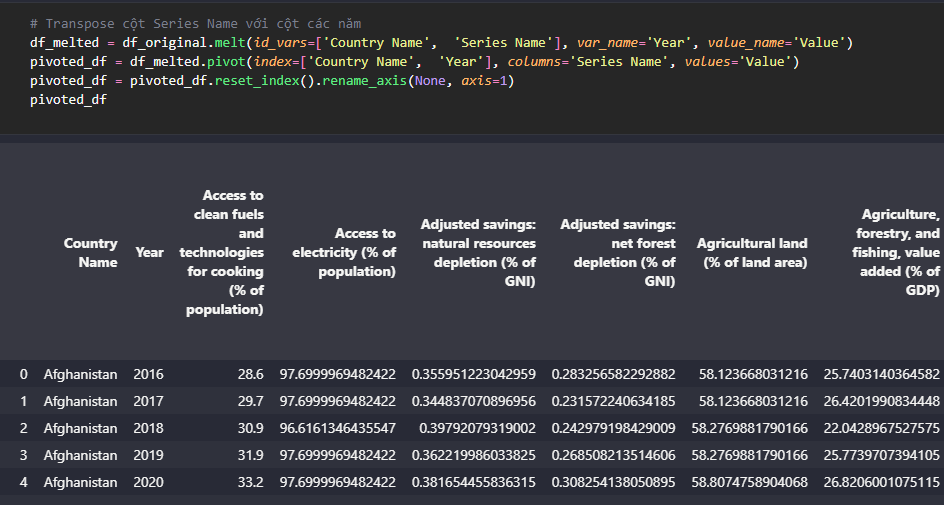 # Transpose cột Series Name với cột các năm
df_melted = df_original.melt(id_vars=['Country Name',  'Series Name'], var_name='Year', value_name='Value')
pivoted_df = df_melted.pivot(index=['Country Name',  'Year'], columns='Series Name', values='Value')
pivoted_df = pivoted_df.reset_index().rename_axis(None, axis=1)
pivoted_df
Country Name Year Access to clean fuels and technologies for cooking (% of population) Access to electricity (% of population) Adjusted savings: natural resources depletion (% of GNI) Adjusted savings: net forest depletion (% of GNI) Agricultural land (% of land area) Agriculture, forestry, and fishing, value added (% of GDP)
0 Afghanistan 2016 28.6 97.6999969482422 0.355951223042959 0.283256582292882 58.123668031216 25.7403140364582
1 Afghanistan 2017 29.7 97.6999969482422 0.344837070896956 0.231572240634185 58.123668031216 26.4201990834448
2 Afghanistan 2018 30.9 96.6161346435547 0.39792079319002 0.242979198429009 58.2769881790166 22.0428967527575
3 Afghanistan 2019 31.9 97.6999969482422 0.362219986033825 0.268508213514606 58.2769881790166 25.7739707394105
4 Afghanistan 2020 33.2 97.6999969482422 0.381654455836315 0.308254138050895 58.8074758904068 26.8206001075115